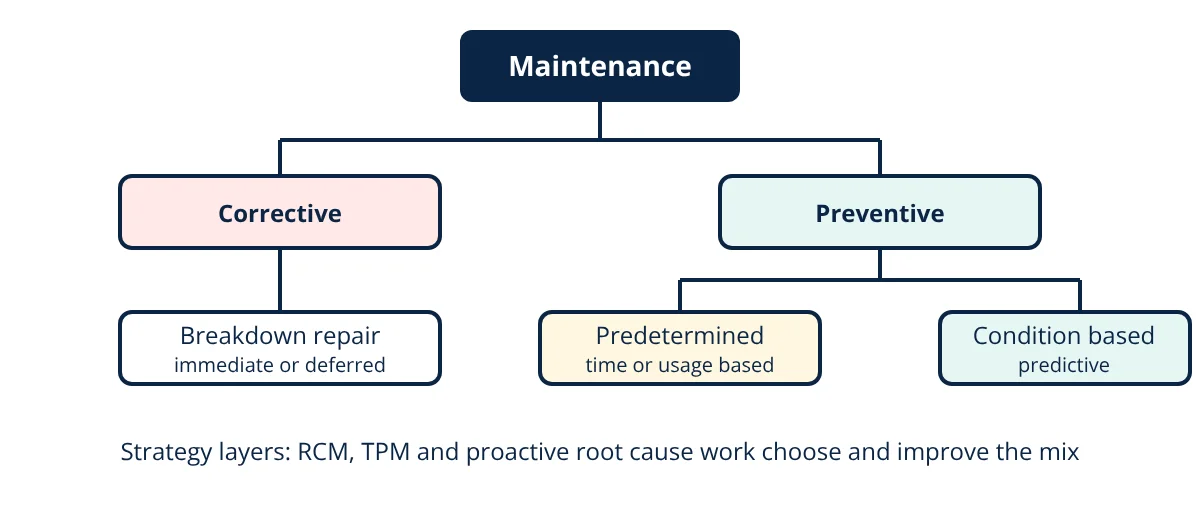 Maintenance
Corrective
Preventive
Breakdown repair
immediate or deferred
Predetermined
time or usage based
Condition based
predictive
Strategy layers: RCM, TPM and proactive root cause work choose and improve the mix